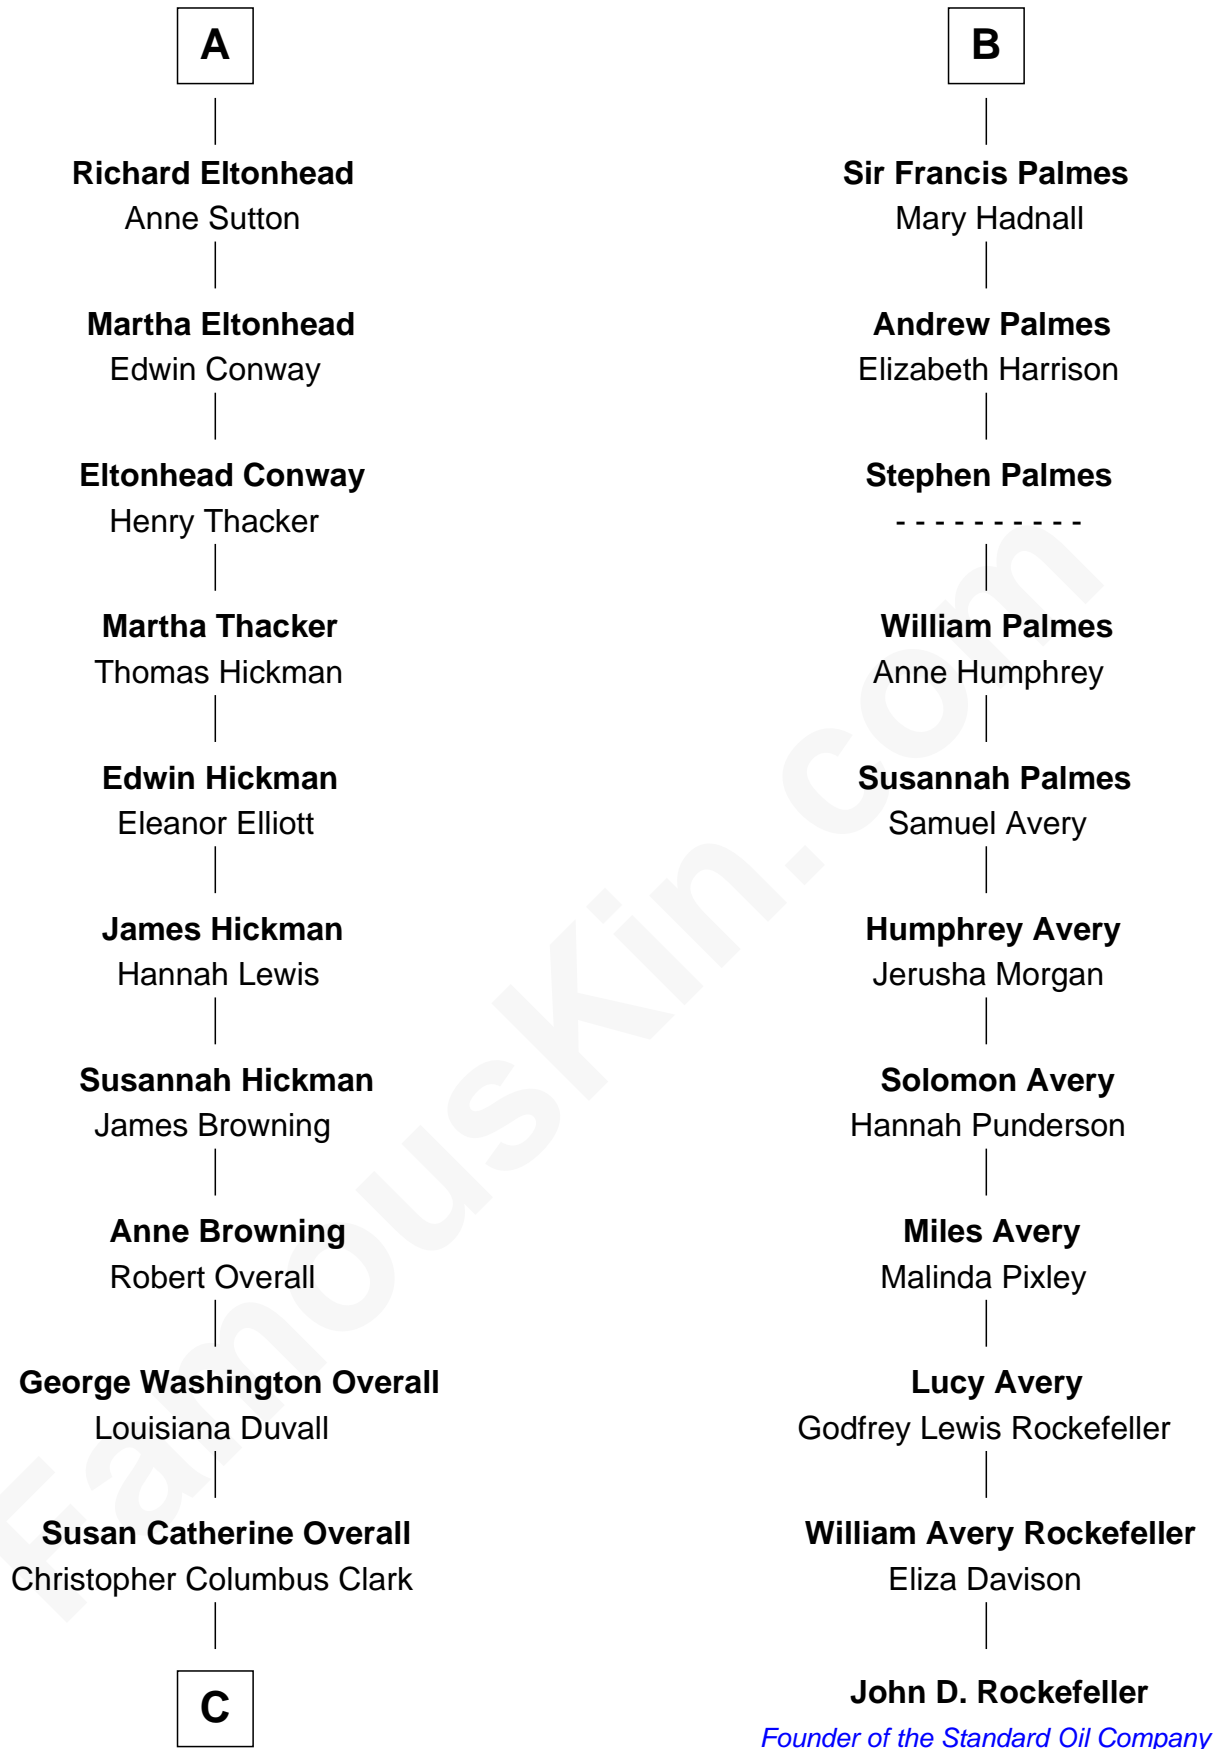 A
Richard Eltonhead
Anne Sutton
Martha Eltonhead
Edwin Conway
Eltonhead Conway
Henry Thacker
Martha Thacker
Thomas Hickman
Edwin Hickman
Eleanor Elliott
James Hickman
Hannah Lewis
Susannah Hickman
James Browning
Anne Browning
Robert Overall
George Washington Overall
Louisiana Duvall
Susan Catherine Overall
Christopher Columbus Clark
C
B
Sir Francis Palmes
Mary Hadnall
Andrew Palmes
Elizabeth Harrison
Stephen Palmes
- - - - - - - - - -
William Palmes
Anne Humphrey
Susannah Palmes
Samuel Avery
Humphrey Avery
Jerusha Morgan
Solomon Avery
Hannah Punderson
Miles Avery
Malinda Pixley
Lucy Avery
Godfrey Lewis Rockefeller
William Avery Rockefeller
Eliza Davison
John D. Rockefeller
Founder of the Standard Oil Company
FamousKin.com